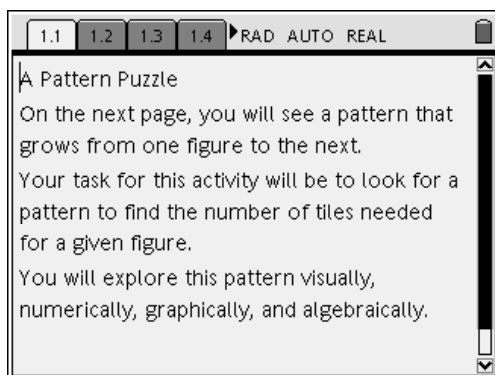 1.1 1.2 1.3 1.4 RAD AUTO REAL
A Pattern Puzzle
On the next page, you will see a pattern that
grows from one figure to the next.
Your task for this activity will be to look for a
pattern to find the number of tiles needed
for a given figure.
You will explore this pattern visually,
numerically, graphically, and algebraically.